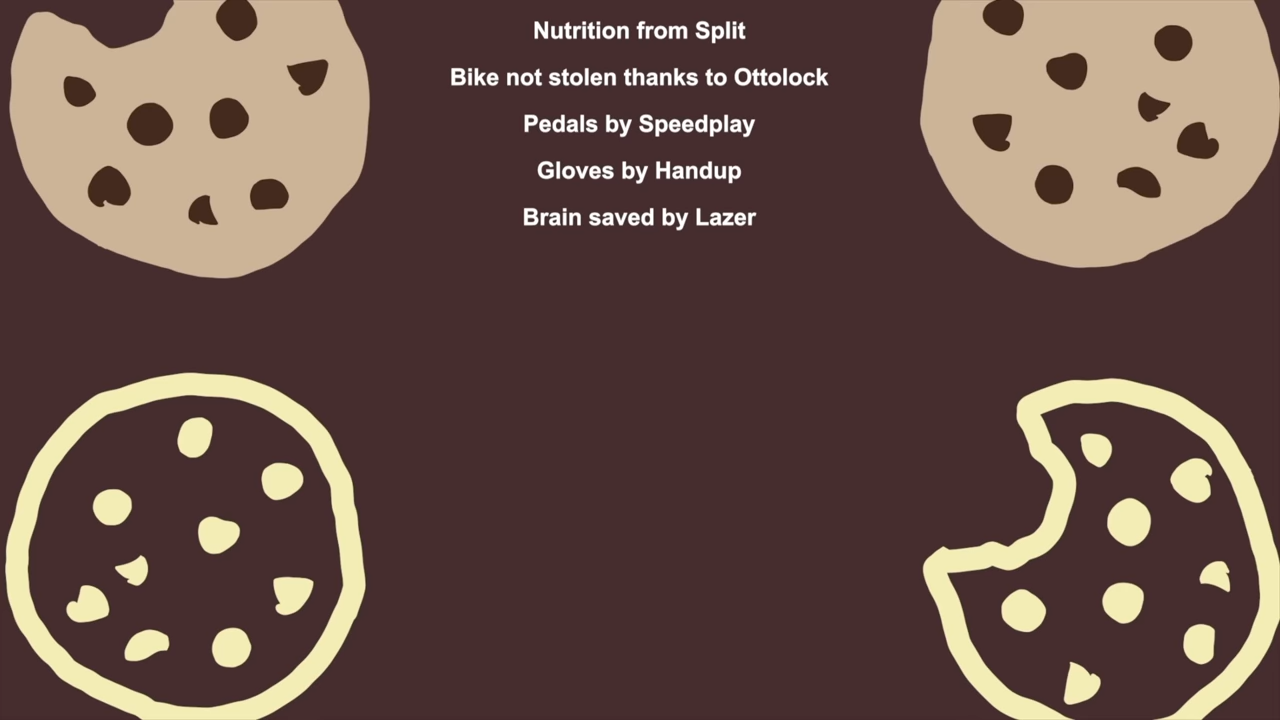 Nutrition from Split
Bike not stolen thanks to Ottolock
Pedals by Speedplay
Gloves by Handup
Brain saved by Lazer